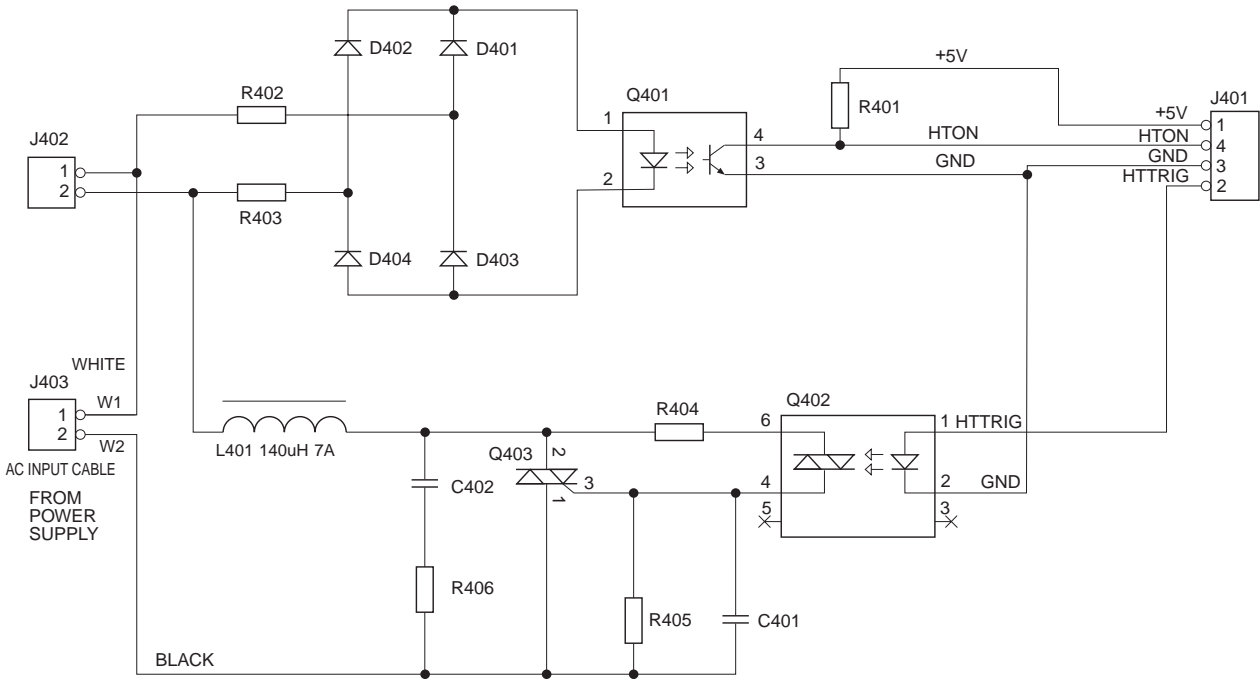 D402
D401
+5V
R402
Q401
R401
J401
J402
1
4
HTON
+5V
1
HTON
4
1
3
GND
GND
3
2
2
HTTRIG
2
R403
D404
D403
WHITE
J403
W1
1
2
W2
AC INPUT CABLE
FROM
POWER
SUPPLY
L401 140uH 7A
R404
Q402
6
1
HTTRIG
Q403
2
3
1
C402
4
2
GND
5
3
R406
R405
C401
BLACK